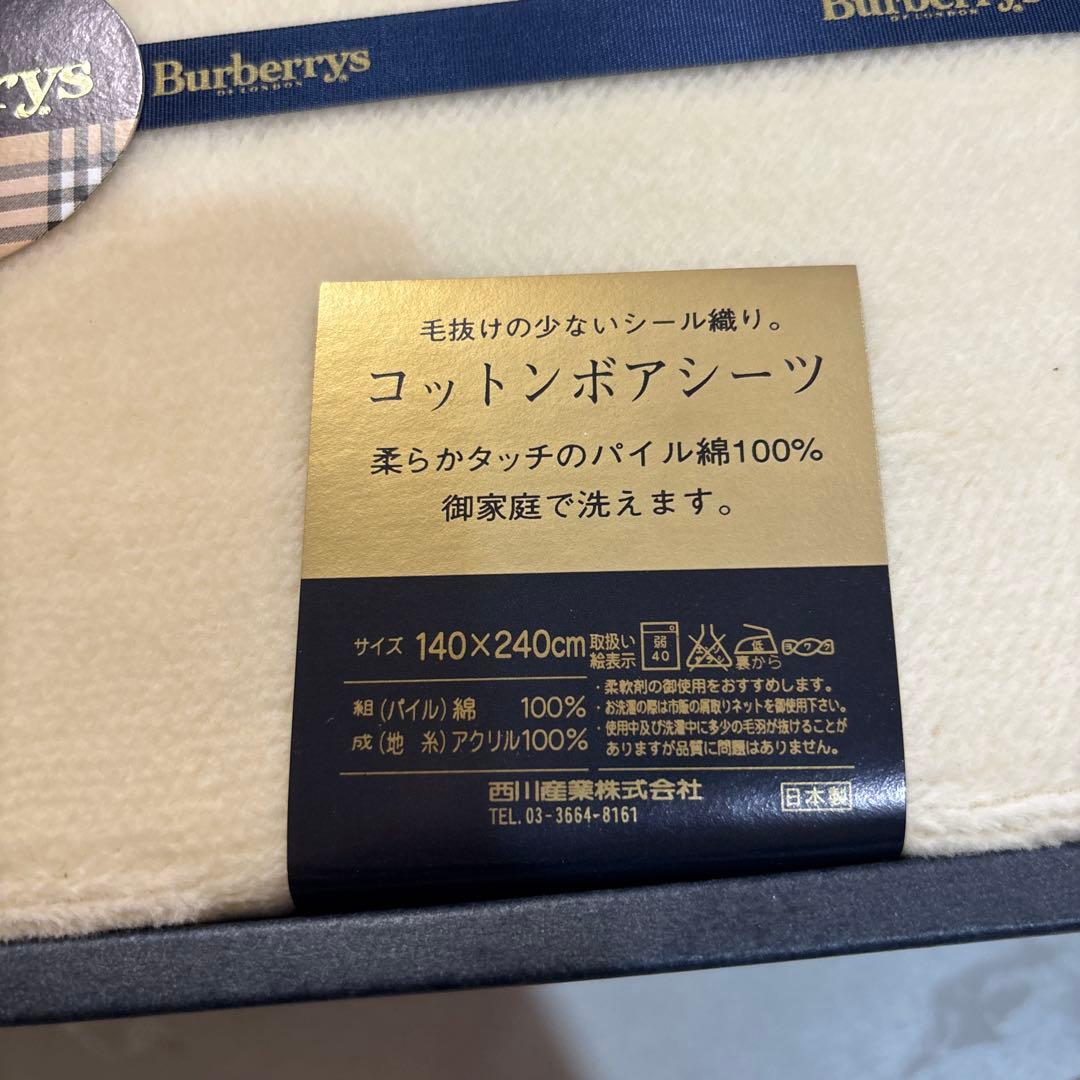 rrys
Burberrys
OF LONDON
Burberrys
OF LONDON
毛抜けの少ないシール織り。
コットンボアシーツ
柔らかタッチのパイル綿100%
御家庭で洗えます。
サイズ 140×240cm
取扱い
絵表示
弱
40
低
裏から
組(パイル)綿 100%
成(地 糸)アクリル100%
・柔軟剤の御使用をおすすめします。
・お洗濯の際は市販の屑取りネットを御使用下さい。
・使用中及び洗濯中に多少の毛羽が抜けることが
ありますが品質に問題はありません。
西川産業株式会社
TEL. 03-3664-8161
日本製